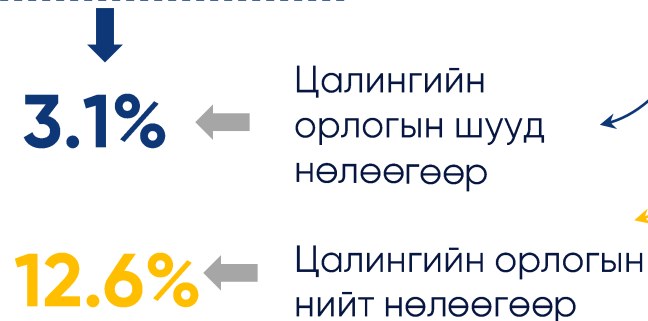 3.1%
Цалингийн
орлогын шууд
нөлөөгөөр
12.6%
Цалингийн орлогын
нийт нөлөөгөөр